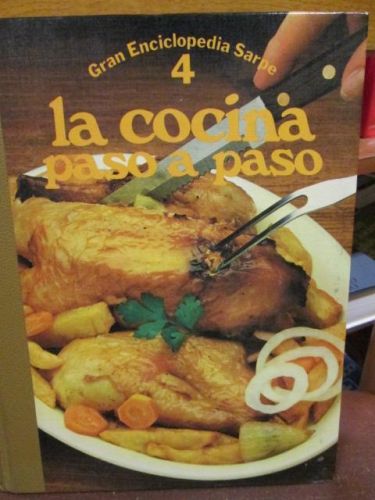 Gran Enciclopedia Sarpe
4
la cocina
paso a paso